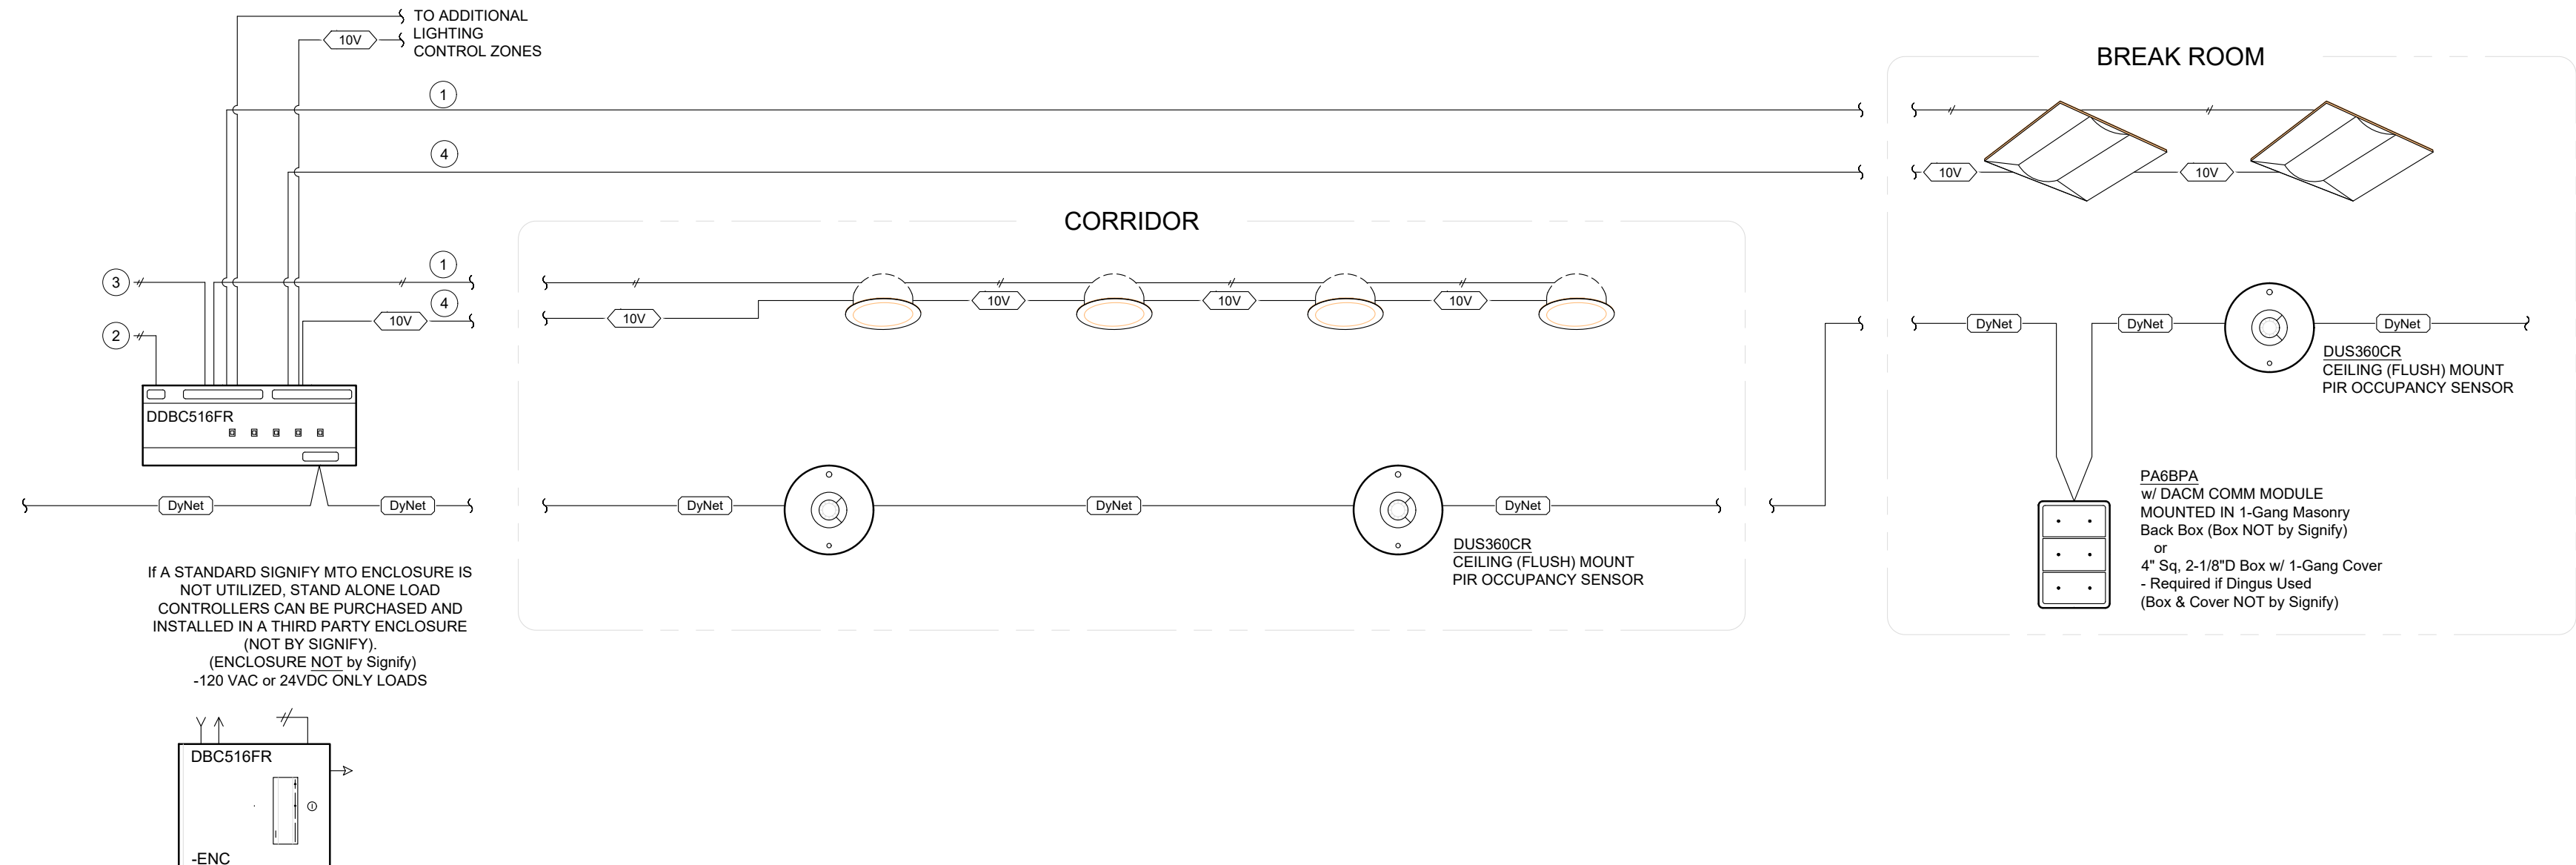 TO ADDITIONAL
LIGHTING
CONTROL ZONES
10V
1
4
BREAK ROOM
10V
10V
CORRIDOR
3
1
4
10V
2
10V
10V
10V
10V
DDBC516FR
DyNet
DyNet
DyNet
DyNet
DyNet
DUS360CR
CEILING (FLUSH) MOUNT
PIR OCCUPANCY SENSOR
DyNet
DyNet
DyNet
DUS360CR
CEILING (FLUSH) MOUNT
PIR OCCUPANCY SENSOR
PA6BPA
w/ DACM COMM MODULE
MOUNTED IN 1-Gang Masonry
Back Box (Box NOT by Signify)
or
4" Sq, 2-1/8"D Box w/ 1-Gang Cover
- Required if Dingus Used
(Box & Cover NOT by Signify)
If A STANDARD SIGNIFY MTO ENCLOSURE IS
NOT UTILIZED, STAND ALONE LOAD
CONTROLLERS CAN BE PURCHASED AND
INSTALLED IN A THIRD PARTY ENCLOSURE
(NOT BY SIGNIFY).
(ENCLOSURE NOT by Signify)
-120 VAC or 24VDC ONLY LOADS
DBC516FR
-ENC